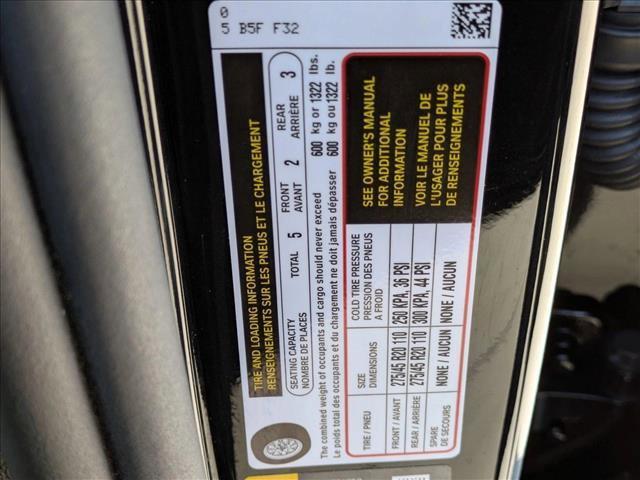 0
5 B5F F32
TIRE AND LOADING INFORMATION
RENSEIGNEMENTS SUR LES PNEUS ET LE CHARGEMENT
SEATING CAPACITY
NOMBRE DE PLACES
TOTAL 5
FRONT
AVANT 2
REAR
ARRIÈRE 3
The combined weight of occupants and cargo should never exceed 600 kg or 1322 lbs.
Le poids total des occupants et du chargement ne doit jamais dépasser 600 kg ou 1322 lb.
TIRE / PNEU
SIZE
DIMENSIONS
COLD TIRE PRESSURE
PRESSION DES PNEUS
A FROID
FRONT / AVANT 275/45 R20 110 250 KPA, 36 PSI
REAR / ARRIÈRE 275/45 R20 110 300 KPA, 44 PSI
SPARE
DE SECOURS
NONE / AUCUN NONE / AUCUN
SEE OWNER'S MANUAL
FOR ADDITIONAL
INFORMATION
VOIR LE MANUEL DE
L'USAGER POUR PLUS
DE RENSEIGNEMENTS